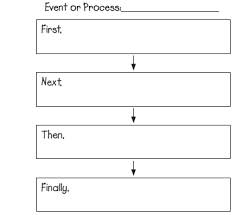 Event or Process:
First,
Next,
Then,
Finally,